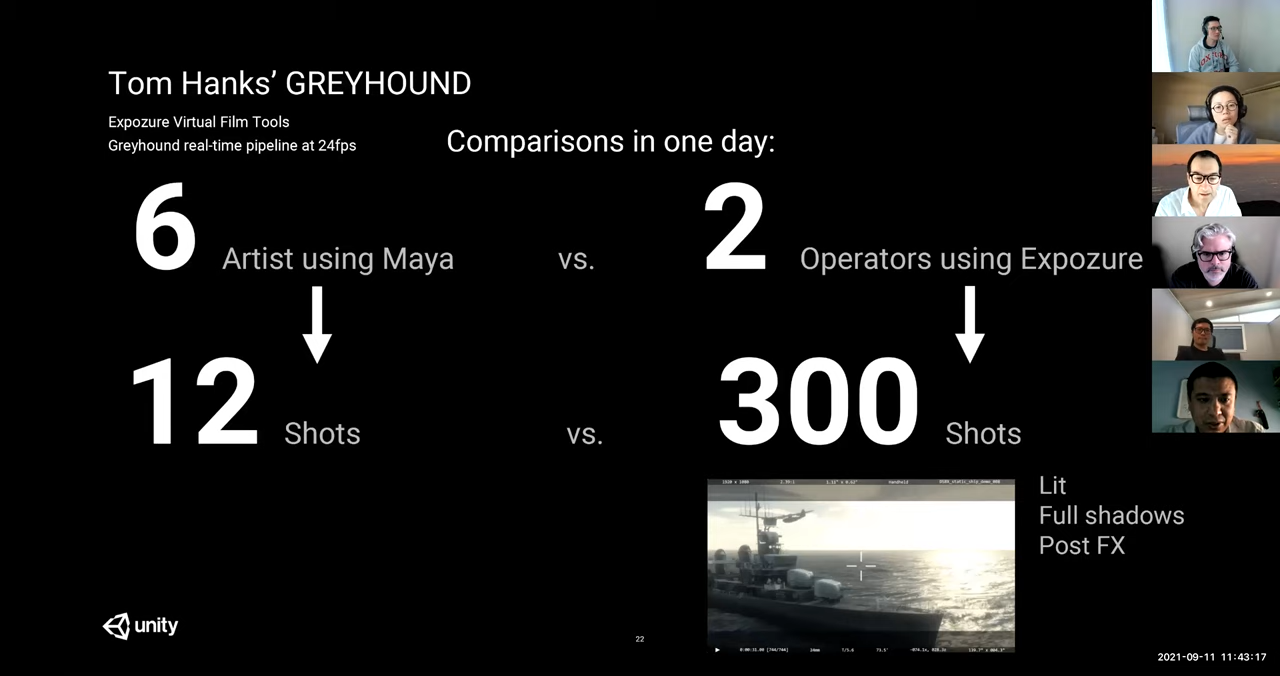 Tom Hanks’ GREYHOUND
Expozure Virtual Film Tools
Greyhound real-time pipeline at 24fps
Comparisons in one day:
6 Artist using Maya vs. 2 Operators using Expozure
12 Shots vs. 300 Shots
Lit
Full shadows
Post FX
Handheld
unity
22
2021-09-11 11:43:17